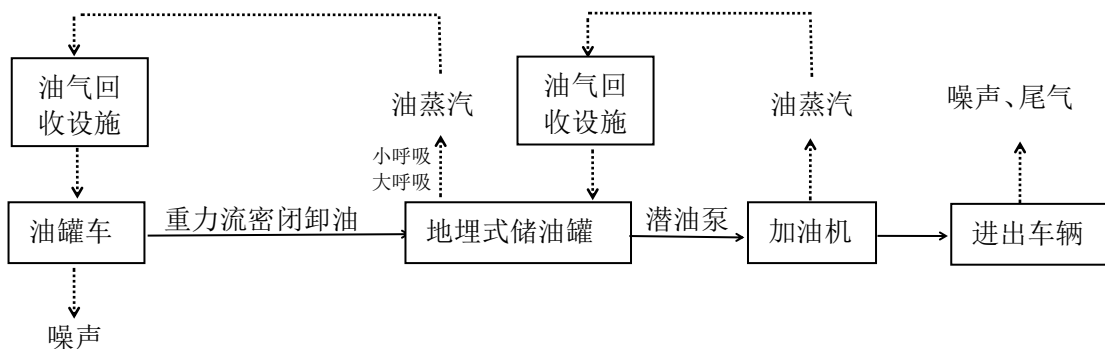 油气回
收设施
油蒸汽
小呼吸
大呼吸
油气回
收设施
油蒸汽
噪声、尾气
油罐车
重力流密闭卸油
地埋式储油罐
潜油泵
加油机
进出车辆
噪声